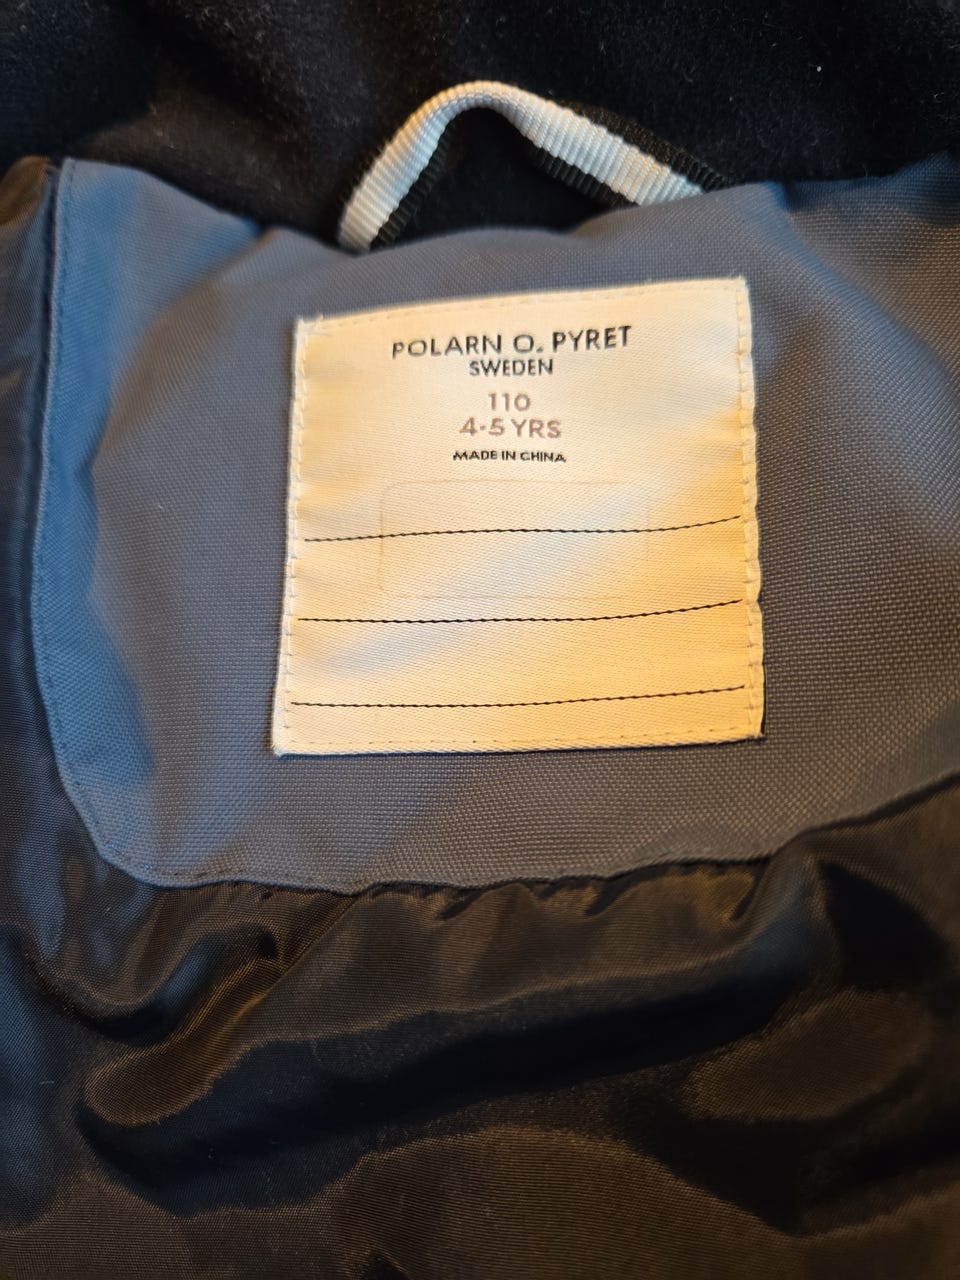 POLARN O. PYRET
SWEDEN
110
4-5 YRS
MADE IN CHINA